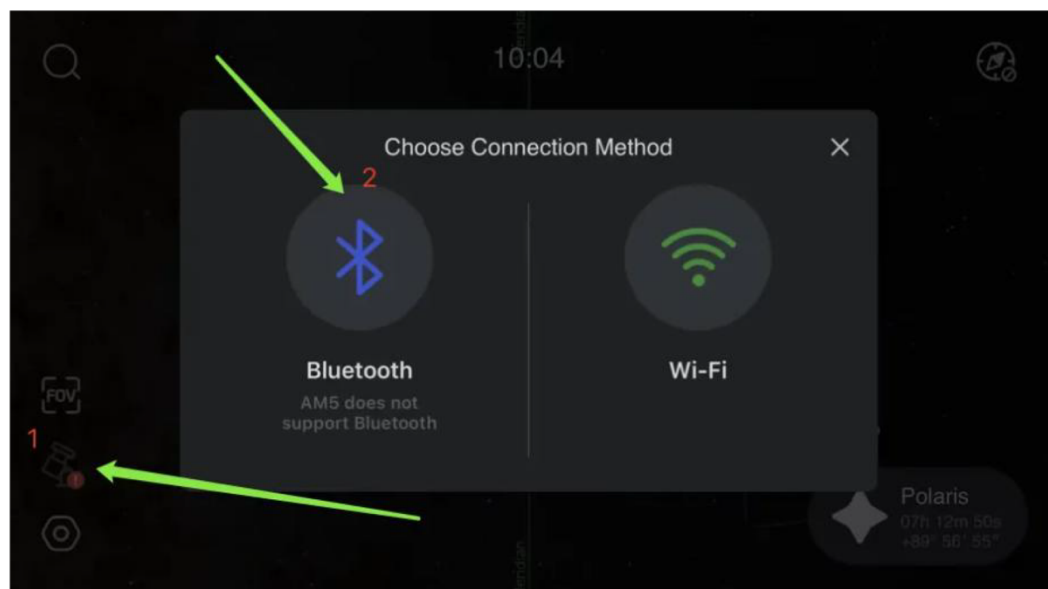 10:04
Choose Connection Method
2
Bluetooth
AM5 does not
support Bluetooth
Wi-Fi
FOV
1
Polaris
07h 12m 50s
+89° 56' 55"